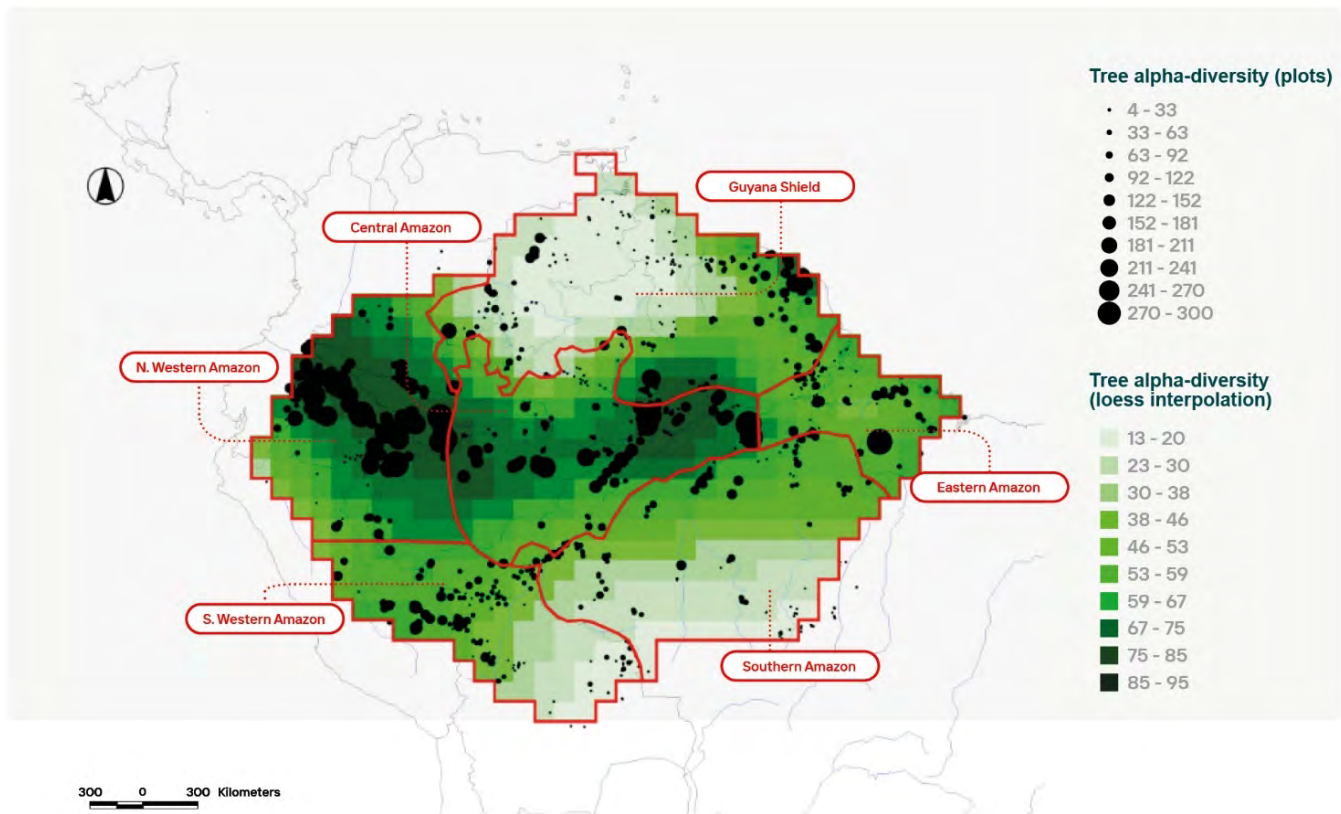 Guyana Shield
Central Amazon
N. Western Amazon
Eastern Amazon
S. Western Amazon
Southern Amazon
300 0 300 Kilometers
Tree alpha-diversity (plots)
4 - 33
33 - 63
63 - 92
92 - 122
122 - 152
152 - 181
181 - 211
211 - 241
241 - 270
270 - 300
Tree alpha-diversity
(loess interpolation)
13 - 20
23 - 30
30 - 38
38 - 46
46 - 53
53 - 59
59 - 67
67 - 75
75 - 85
85 - 95